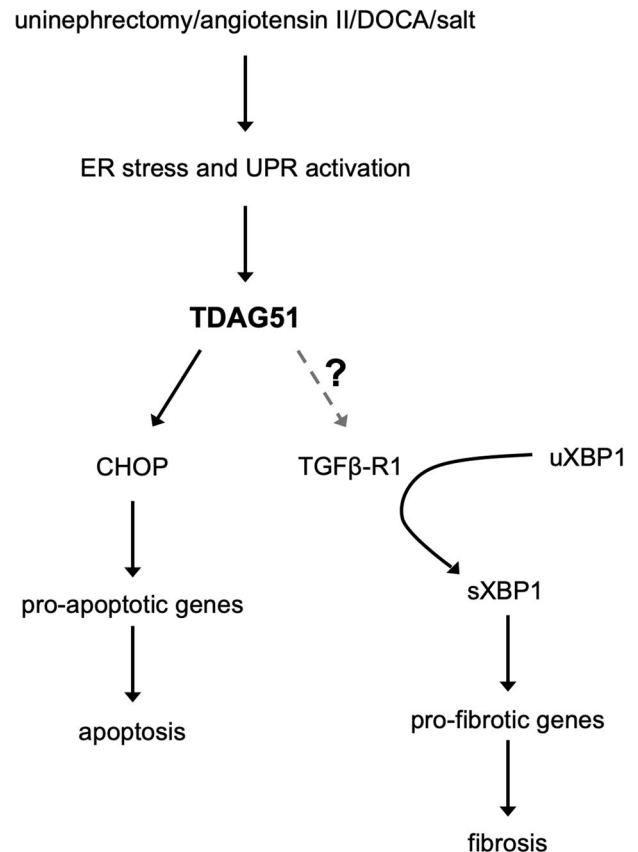 uninephrectomy/angiotensin II/DOCA/salt
ER stress and UPR activation
TDAG51
?
CHOP
TGFβ-R1
uXBP1
sXBP1
pro-apoptotic genes
pro-fibrotic genes
apoptosis
fibrosis